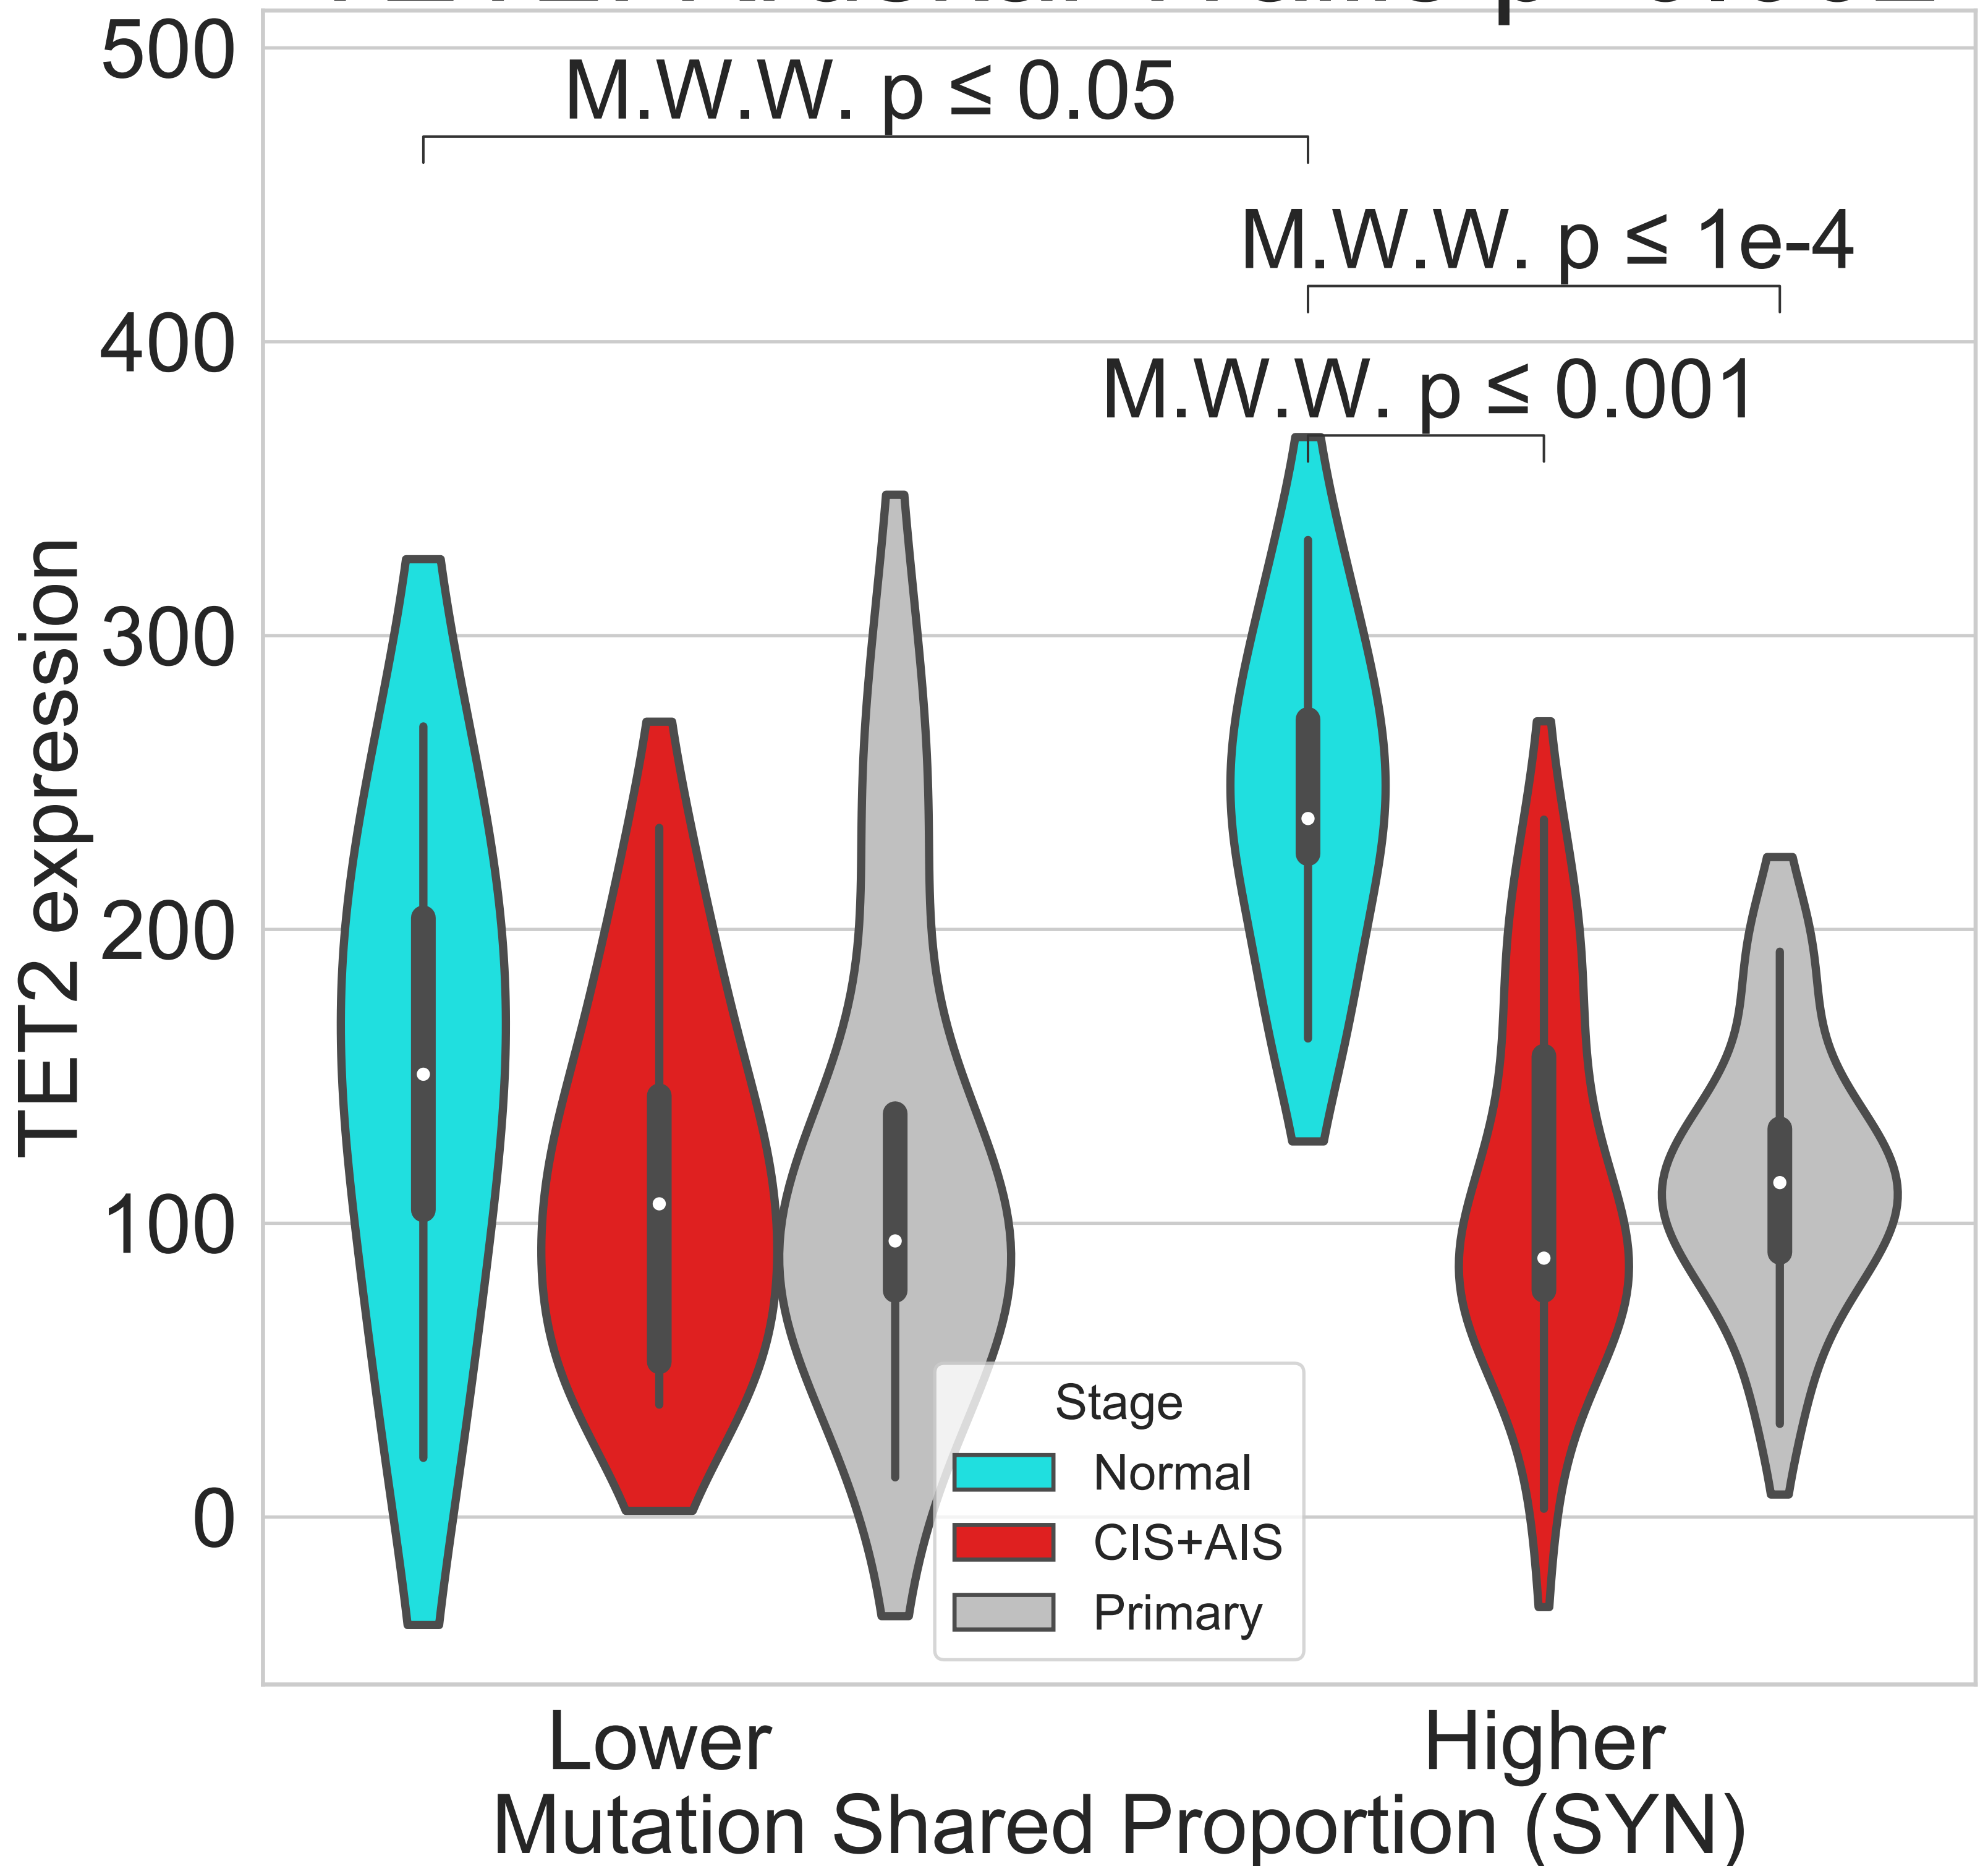 500
M.W.W. p ≤ 0.05
M.W.W. p ≤ 1e-4
400
M.W.W. p ≤ 0.001
300
TET2 expression
200
100
0
Stage
Normal
CIS+AIS
Primary
Lower
Higher
Mutation Shared Proportion (SYN)